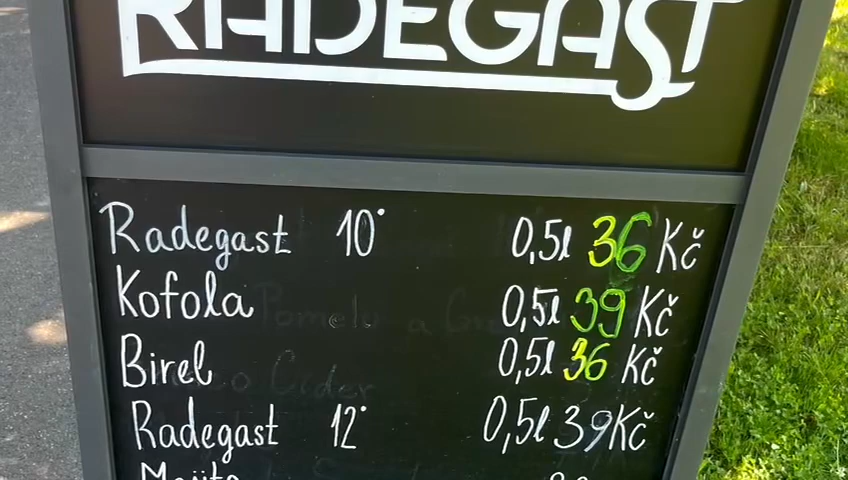 RADEGAST
Radegast 10° 0,5l 36 Kč
Kofola 0,5l 39 Kč
Birel 0,5l 36 Kč
Radegast 12° 0,5l 39 Kč